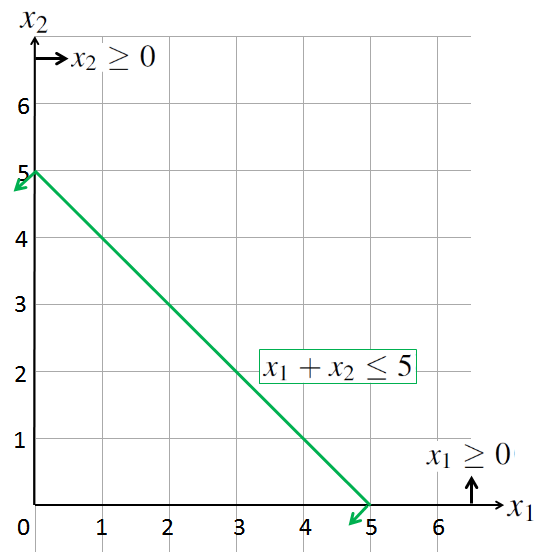 x₂
x₂ ≥ 0
6
5
4
3
2
x₁ + x₂ ≤ 5
1
x₁ ≥ 0
x₁
0 1 2 3 4 5 6